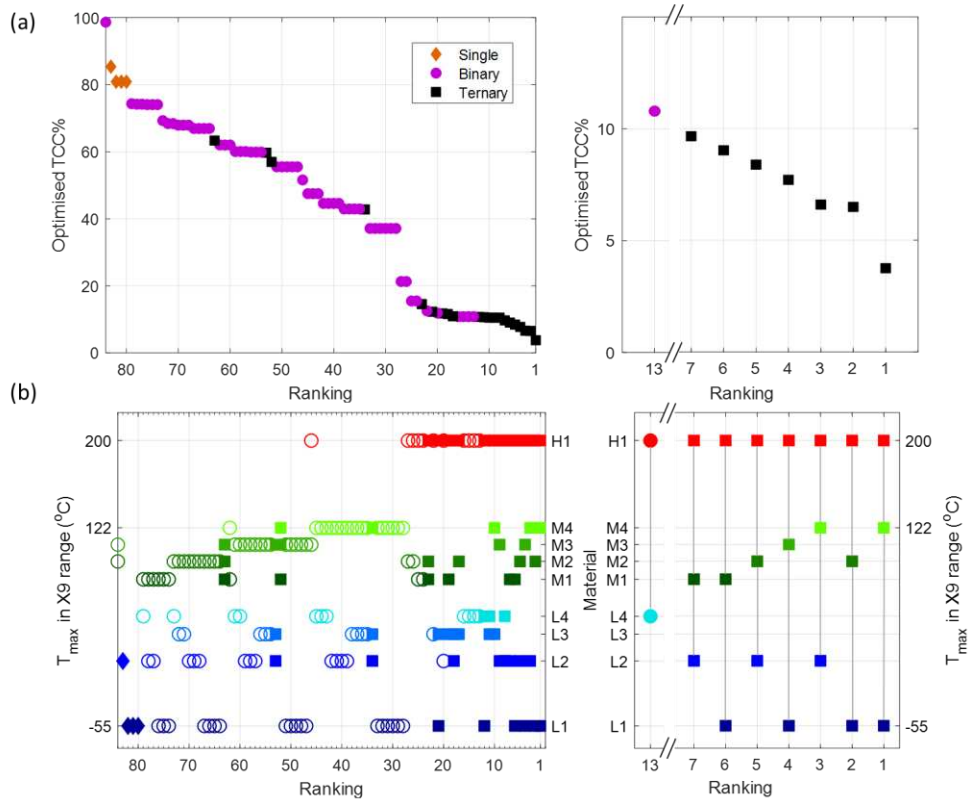 (a)
100
80
60
40
20
0
Optimised TCC%
Single
Binary
Ternary
80 70 60 50 40 30 20 10 1
Ranking
10
5
0
Optimised TCC%
13 7 6 5 4 3 2 1
Ranking
(b)
200
122
-55
T_max in X9 range (°C)
H1
M4
M3
M2
M1
L4
L3
L2
L1
80 70 60 50 40 30 20 10 1
Ranking
Material
H1
M4
M3
M2
M1
L4
L3
L2
L1
200
122
-55
T_max in X9 range (°C)
13 7 6 5 4 3 2 1
Ranking